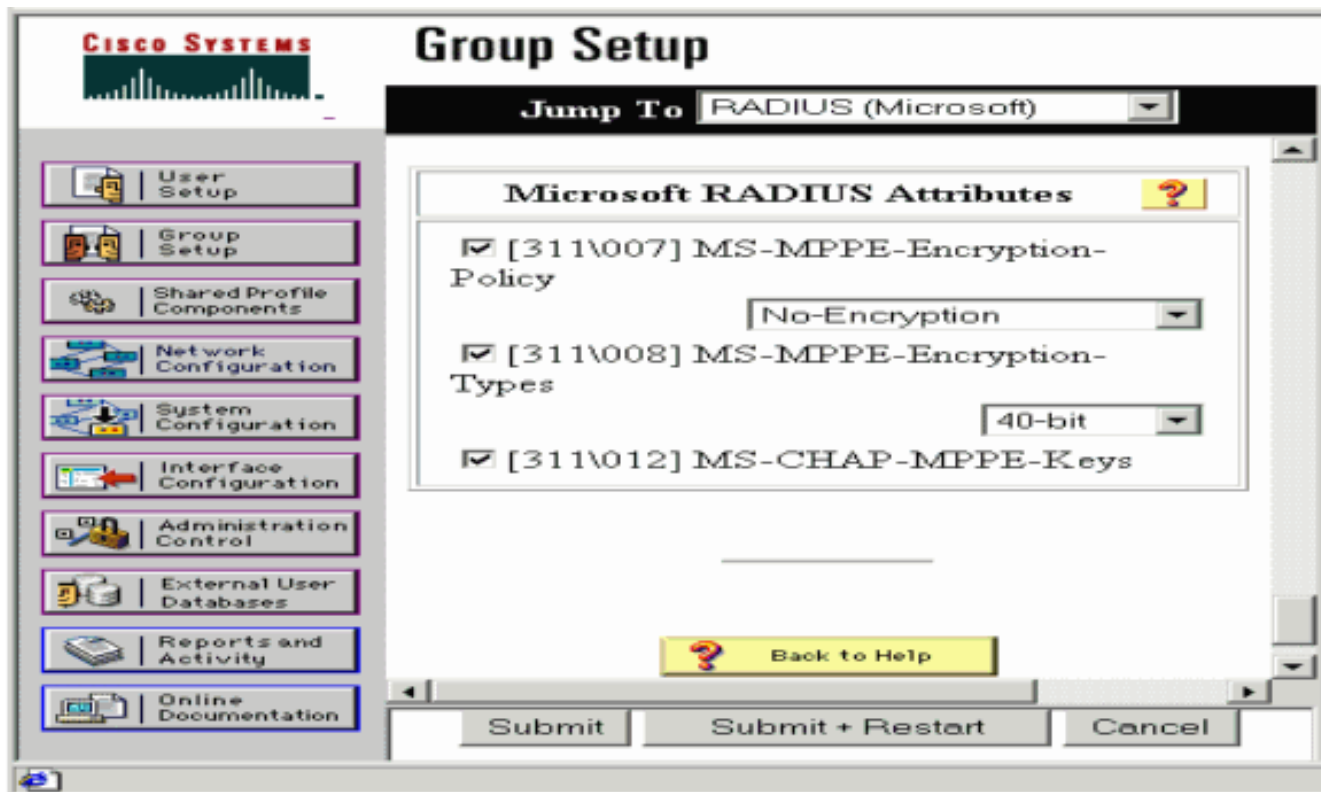 CISCO SYSTEMS
Group Setup
Jump To RADIUS (Microsoft)
User
Setup
Group
Setup
Shared Profile
Components
Network
Configuration
System
Configuration
Interface
Configuration
Administration
Control
External User
Databases
Reports and
Activity
Online
Documentation
Microsoft RADIUS Attributes ?
[311\007] MS-MPPE-Encryption-
Policy
No-Encryption
[311\008] MS-MPPE-Encryption-
Types
40-bit
[311\012] MS-CHAP-MPPE-Keys
? Back to Help
Submit Submit + Restart Cancel